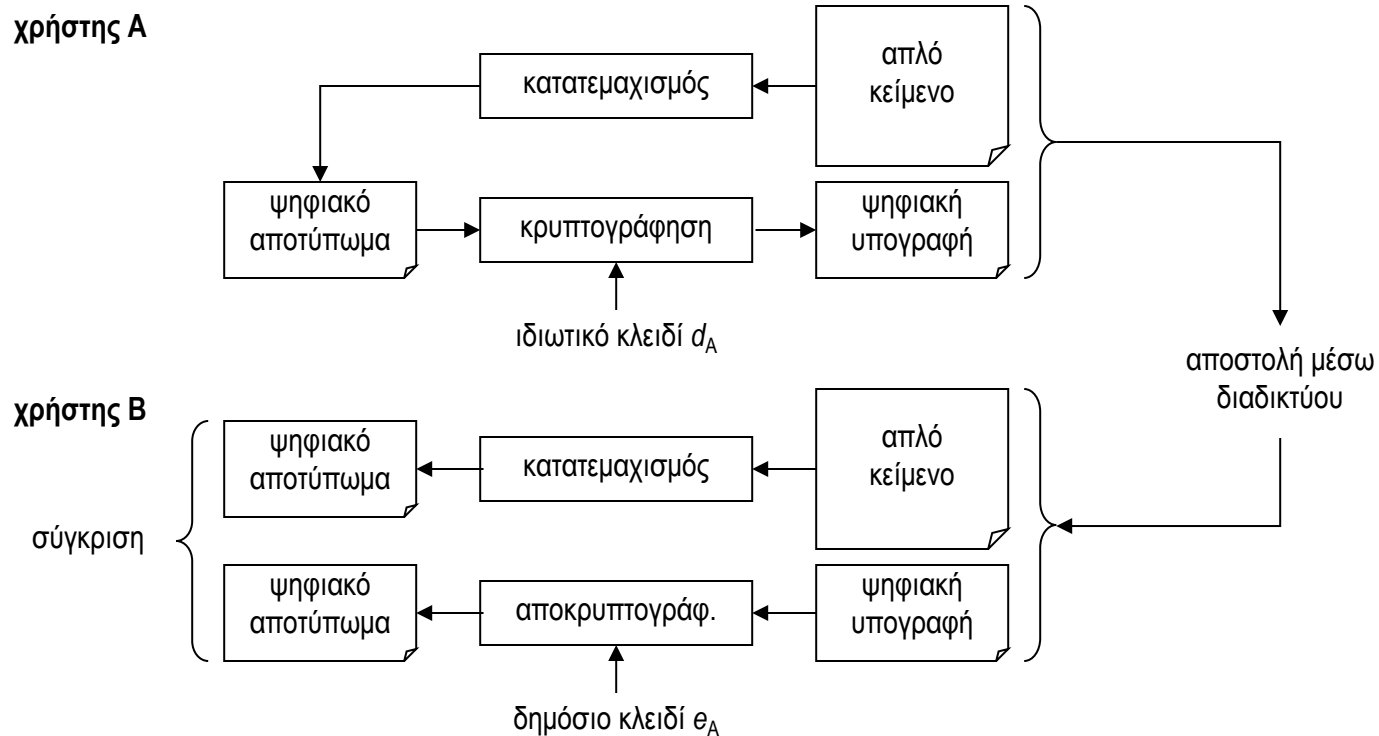 χρήστης Α
απλό
κείμενο
κατατεμαχισμός
ψηφιακό
αποτύπωμα
κρυπτογράφηση
ψηφιακή
υπογραφή
ιδιωτικό κλειδί dA
αποστολή μέσω
διαδικτύου
χρήστης Β
ψηφιακό
αποτύπωμα
κατατεμαχισμός
απλό
κείμενο
σύγκριση
ψηφιακό
αποτύπωμα
αποκρυπτογράφ.
ψηφιακή
υπογραφή
δημόσιο κλειδί eA